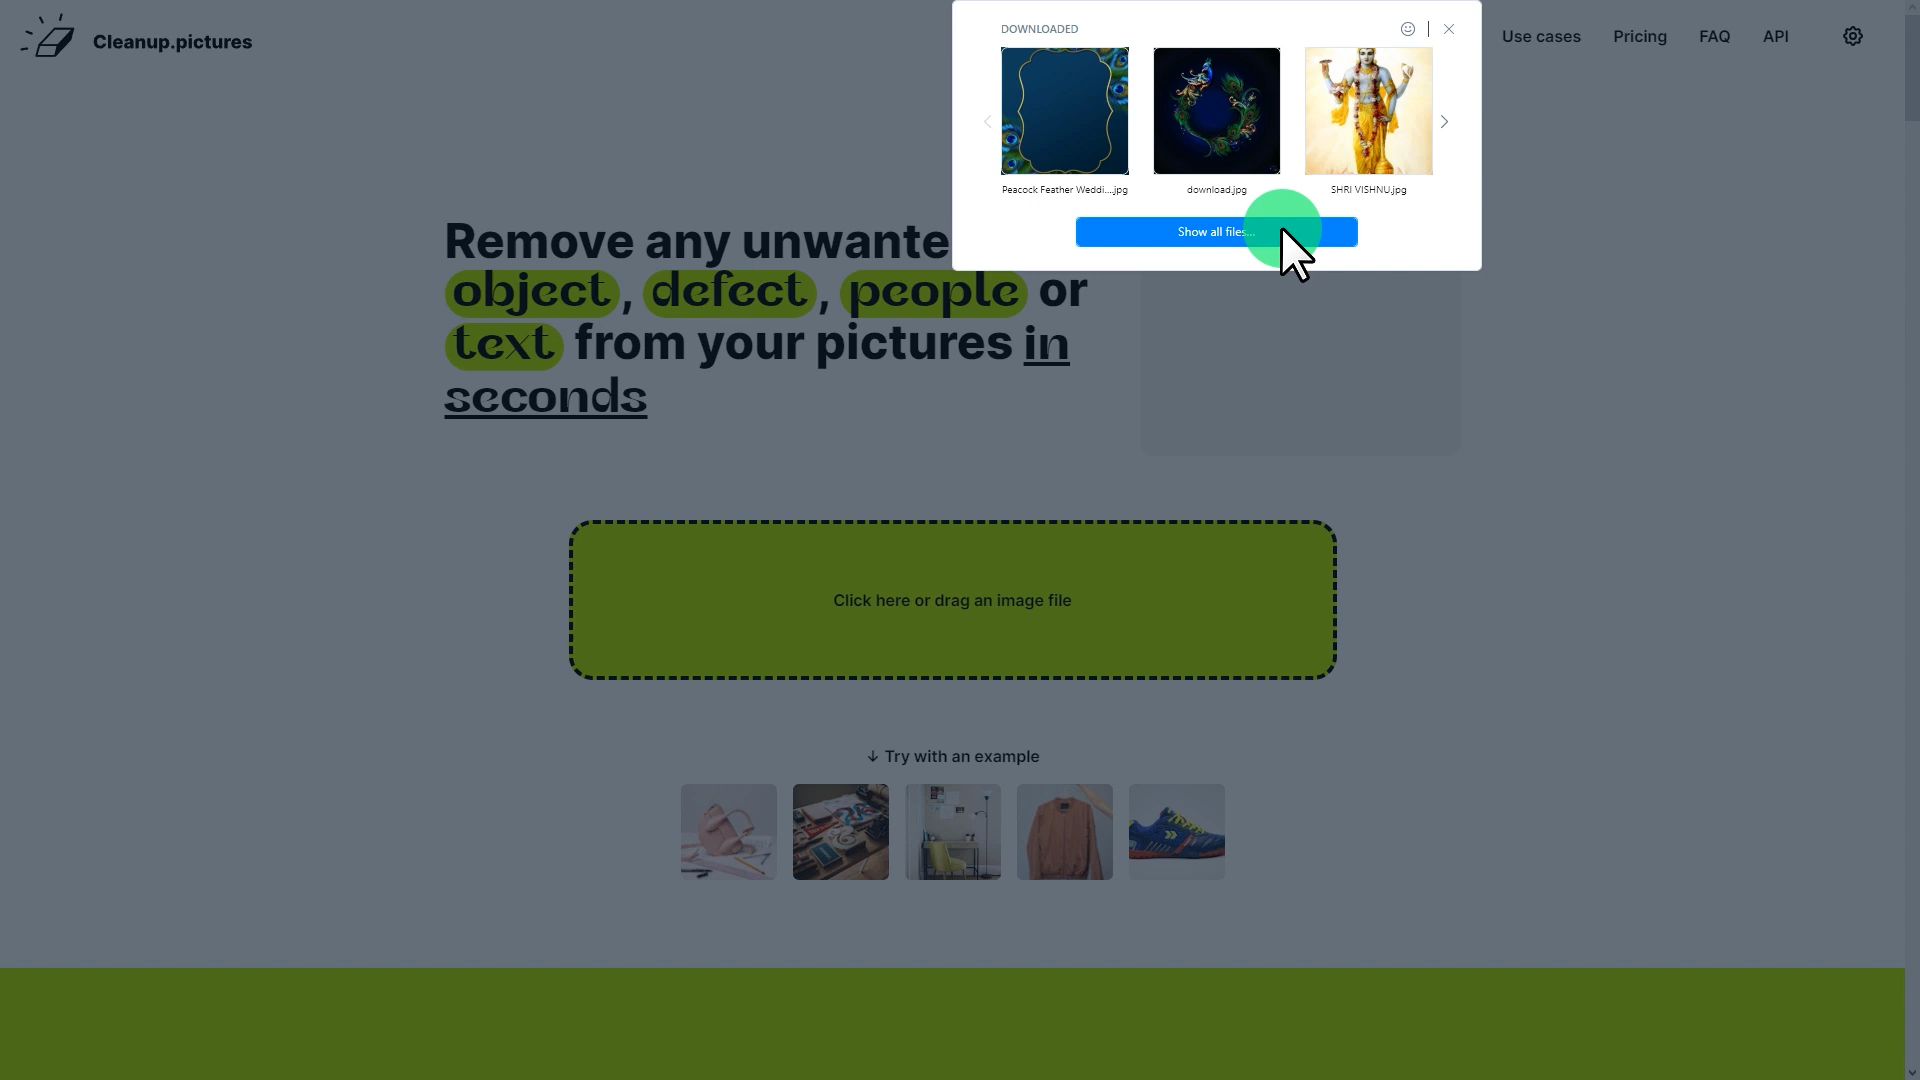 Cleanup.pictures
Use cases
Pricing
FAQ
API
DOWNLOADED
Peacock Feather Weddi....jpg
download.jpg
SHRI VISHNU.jpg
Show all files...
Remove any unwante
object, defect, people or
text from your pictures in
seconds
Click here or drag an image file
↓ Try with an example